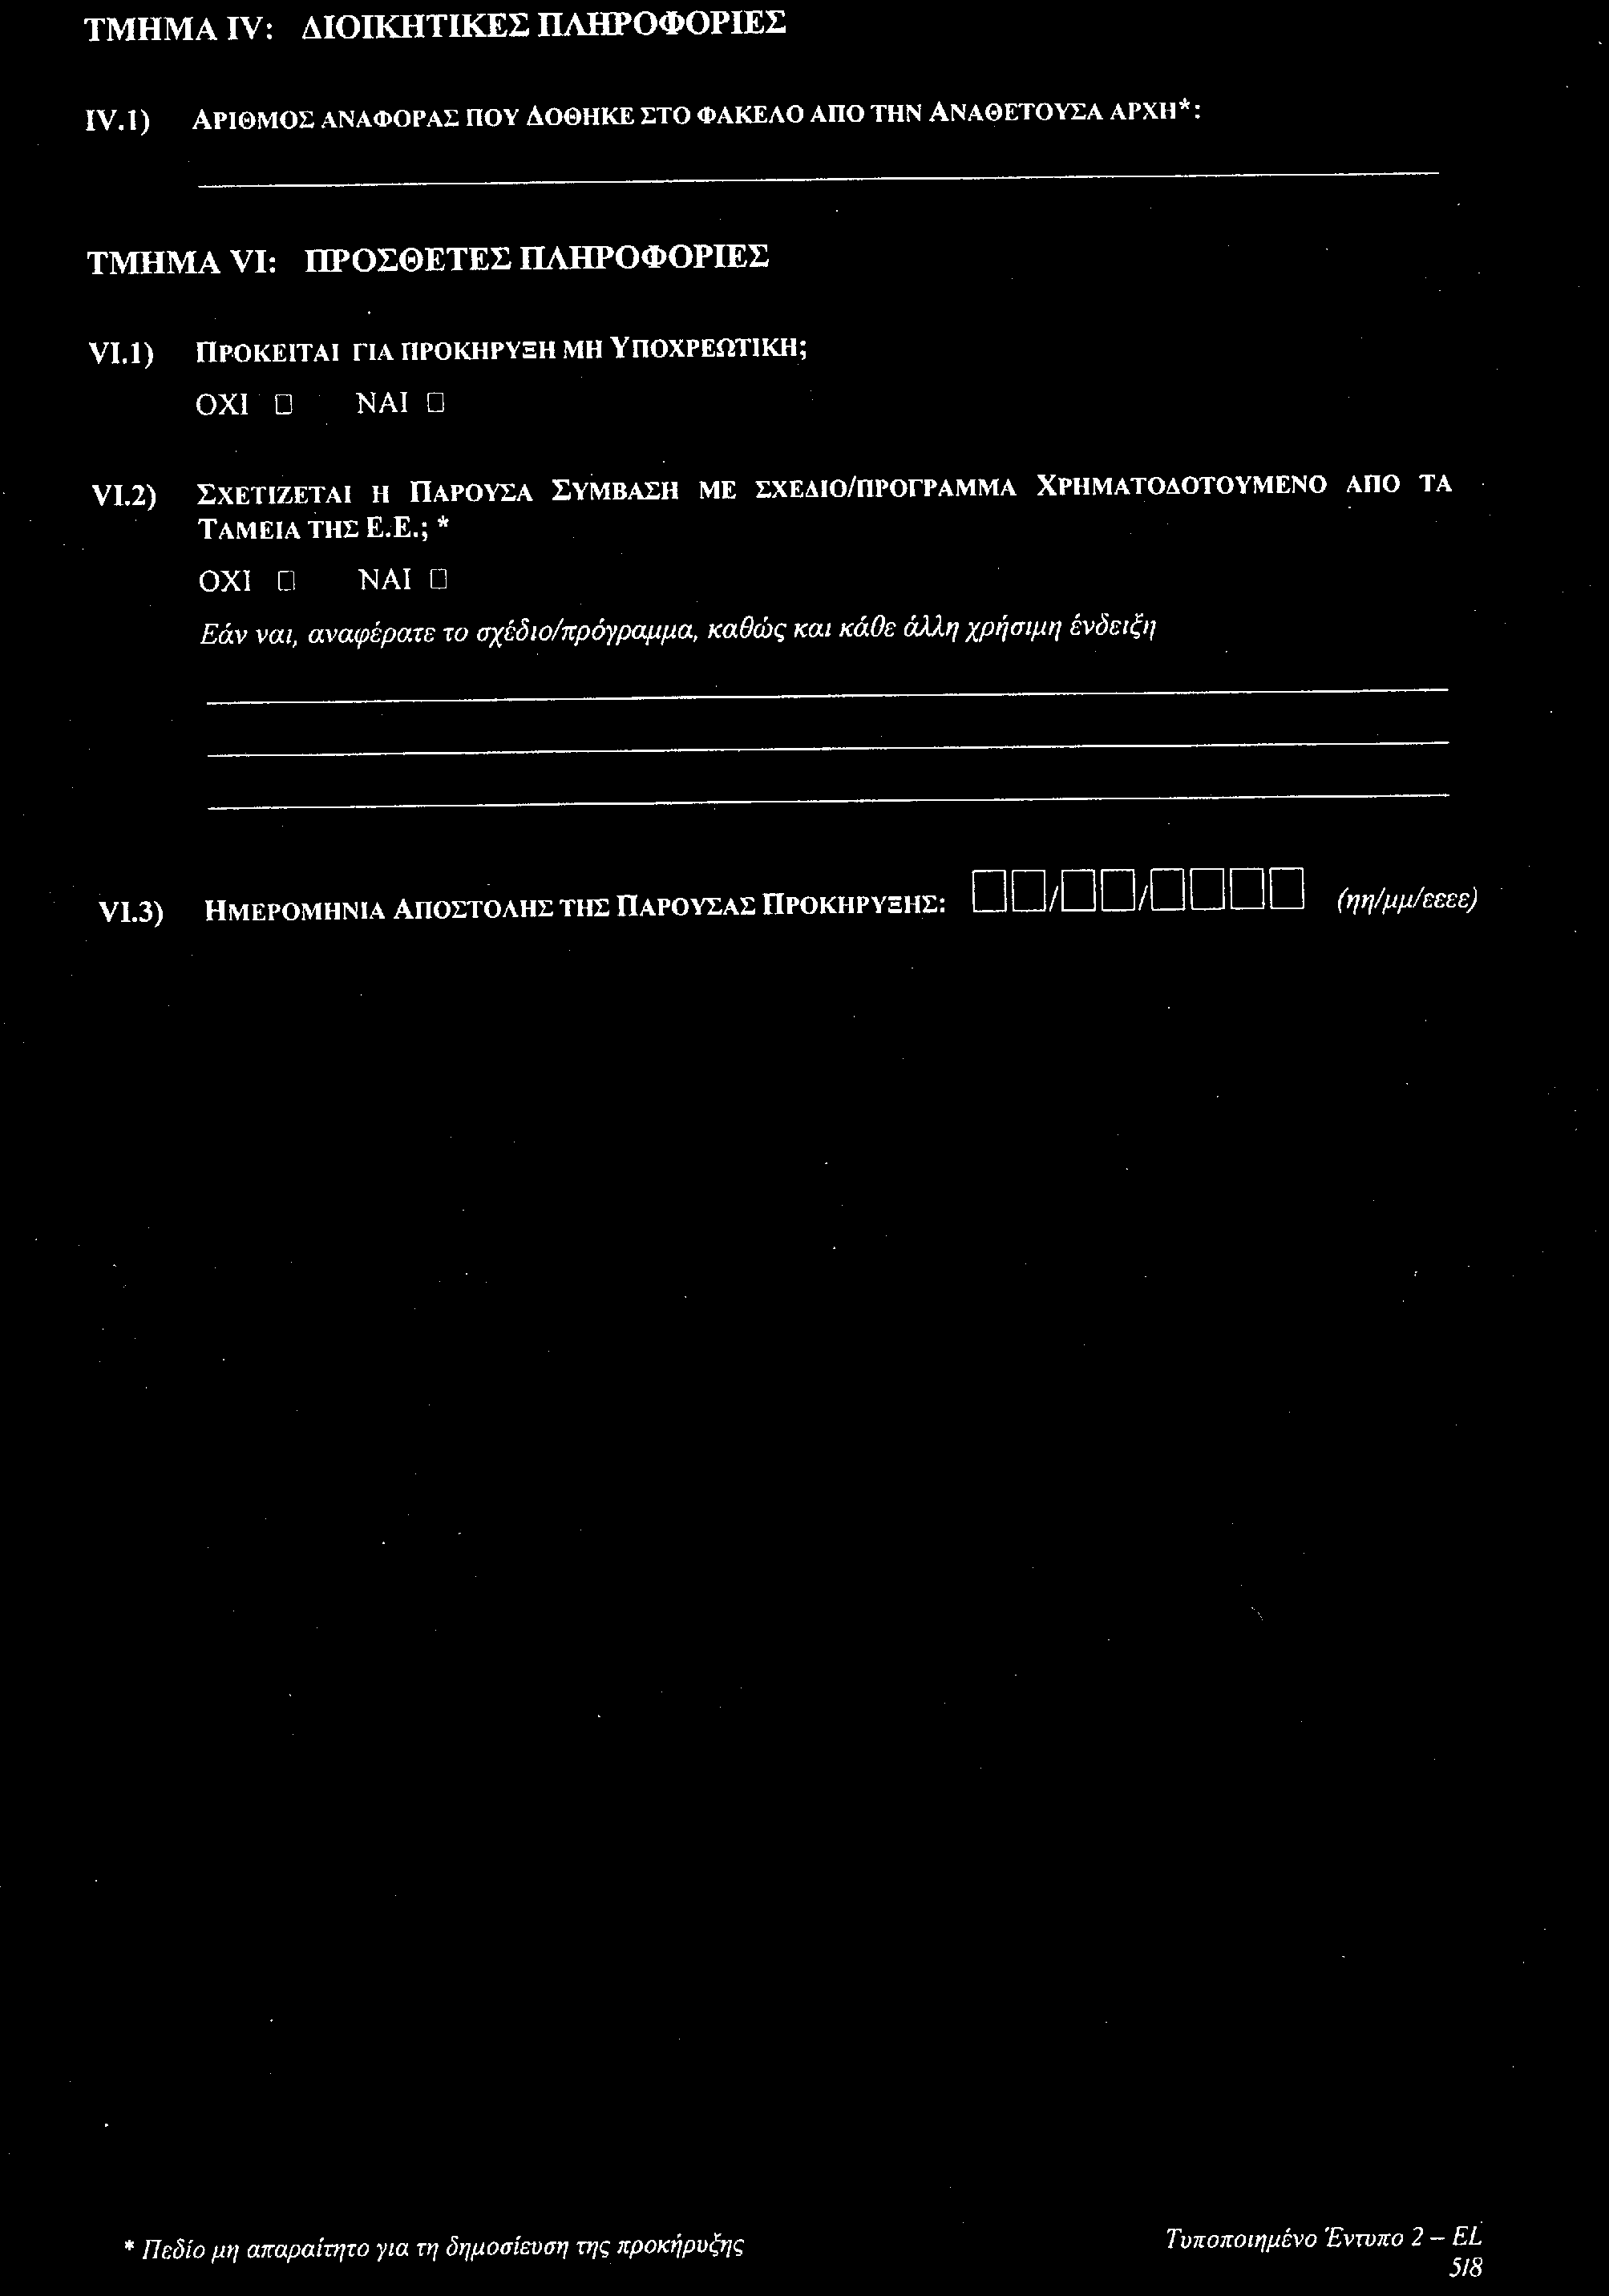 ΤΜΗΜΑ IV: ΔΙΟΙΚΗΤΙΚΕΣ ΠΛΗΡΟΦΟΡΙΕΣ
IV.1) ΑΡΙΘΜΟΣ ΑΝΑΦΟΡΑΣ ΠΟΥ ΔΟΘΗΚΕ ΣΤΟ ΦΑΚΕΛΟ ΑΠΟ ΤΗΝ ΑΝΑΘΕΤΟΥΣΑ ΑΡΧΗ*:
ΤΜΗΜΑ VI: ΠΡΟΣΘΕΤΕΣ ΠΛΗΡΟΦΟΡΙΕΣ
VI.1) ΠΡΟΚΕΙΤΑΙ ΓΙΑ ΠΡΟΚΗΡΥΞΗ ΜΗ ΥΠΟΧΡΕΩΤΙΚΗ;
ΟΧΙ □ ΝΑΙ □
VI.2) ΣΧΕΤΙΖΕΤΑΙ Η ΠΑΡΟΥΣΑ ΣΥΜΒΑΣΗ ΜΕ ΣΧΕΔΙΟ/ΠΡΟΓΡΑΜΜΑ ΧΡΗΜΑΤΟΔΟΤΟΥΜΕΝΟ ΑΠΟ ΤΑ
ΤΑΜΕΙΑ ΤΗΣ Ε.Ε.; *
ΟΧΙ □ ΝΑΙ □
Εάν ναι, αναφέρατε το σχέδιο/πρόγραμμα, καθώς και κάθε άλλη χρήσιμη ένδειξη
VI.3) ΗΜΕΡΟΜΗΝΙΑ ΑΠΟΣΤΟΛΗΣ ΤΗΣ ΠΑΡΟΥΣΑΣ ΠΡΟΚΗΡΥΞΗΣ: □□/□□/□□□□ (ηη/μμ/εεεε)
* Πεδίο μη απαραίτητο για τη δημοσίευση της προκήρυξης
Τυποποιημένο Έντυπο 2 – EL
5/8